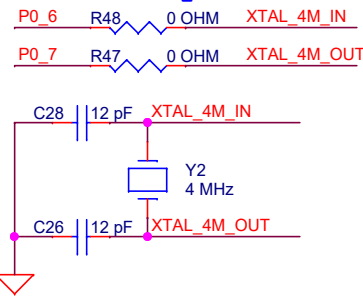 P0_6 R48 0 OHM XTAL_4M_IN
P0_7 R47 0 OHM XTAL_4M_OUT
C28 12 pF XTAL_4M_IN
Y2
4 MHz
C26 12 pF XTAL_4M_OUT